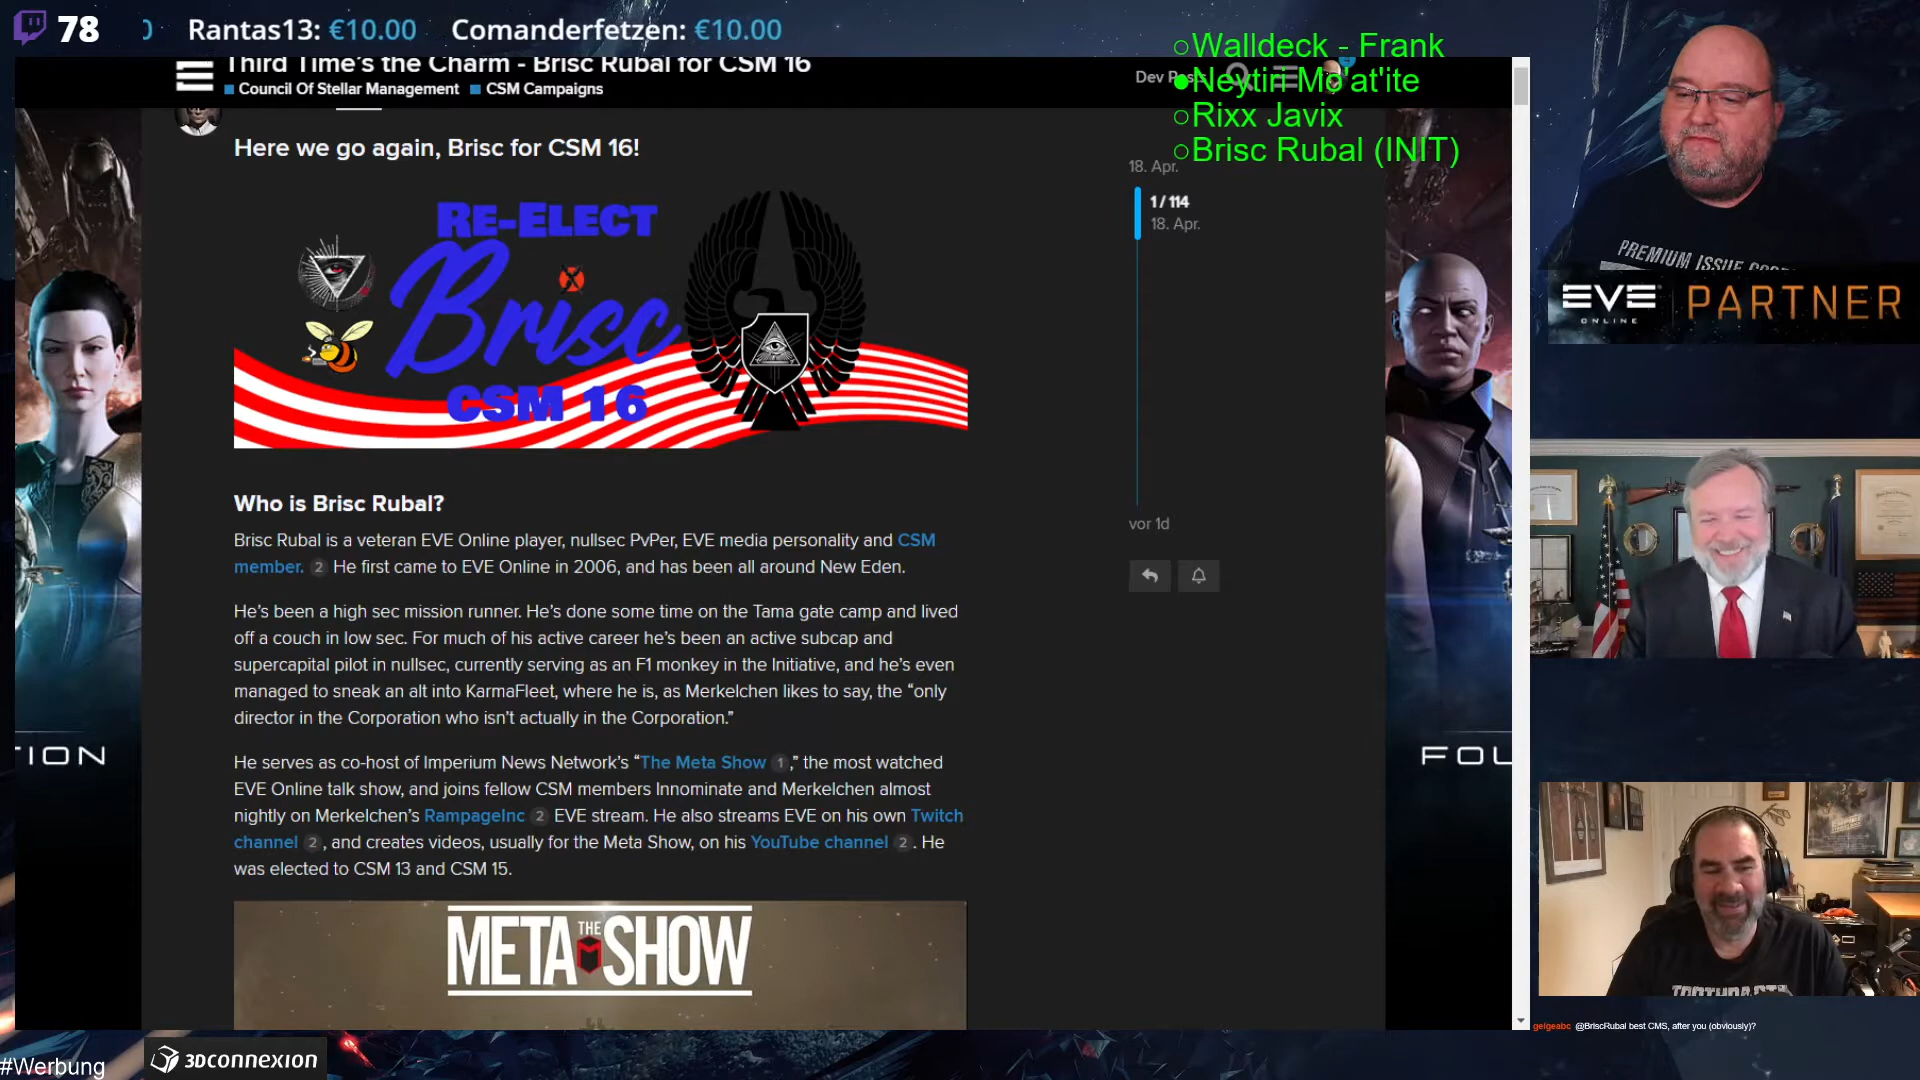 78
Rantas13: €10.00 Comanderfetzen: €10.00
○Walldeck - Frank
●Neytiri Mo'at'ite
○Rixx Javix
○Brisc Rubal (INIT)
Third Time's the Charm - Brisc Rubal for CSM 16
Council Of Stellar Management CSM Campaigns
Here we go again, Brisc for CSM 16!
18. Apr.
1 / 114
18. Apr.
RE-ELECT
Brisc
CSM 16
PREMIUM ISSUE
EVE
ONLINE
PARTNER
Who is Brisc Rubal?
Brisc Rubal is a veteran EVE Online player, nullsec PvPer, EVE media personality and CSM
member. 2 He first came to EVE Online in 2006, and has been all around New Eden.
vor 1d
He's been a high sec mission runner. He's done some time on the Tama gate camp and lived
off a couch in low sec. For much of his active career he's been an active subcap and
supercapital pilot in nullsec, currently serving as an F1 monkey in the Initiative, and he's even
managed to sneak an alt into KarmaFleet, where he is, as Merkelchen likes to say, the “only
director in the Corporation who isn't actually in the Corporation.”
TION
FOU
He serves as co-host of Imperium News Network's “The Meta Show 1 ,” the most watched
EVE Online talk show, and joins fellow CSM members Innominate and Merkelchen almost
nightly on Merkelchen's RampageInc 2 EVE stream. He also streams EVE on his own Twitch
channel 2 , and creates videos, usually for the Meta Show, on his YouTube channel 2 . He
was elected to CSM 13 and CSM 15.
META THE SHOW
gelgeabc @BriscRubal best CMS, after you (obviously)?
#Werbung
3DCONNEXION